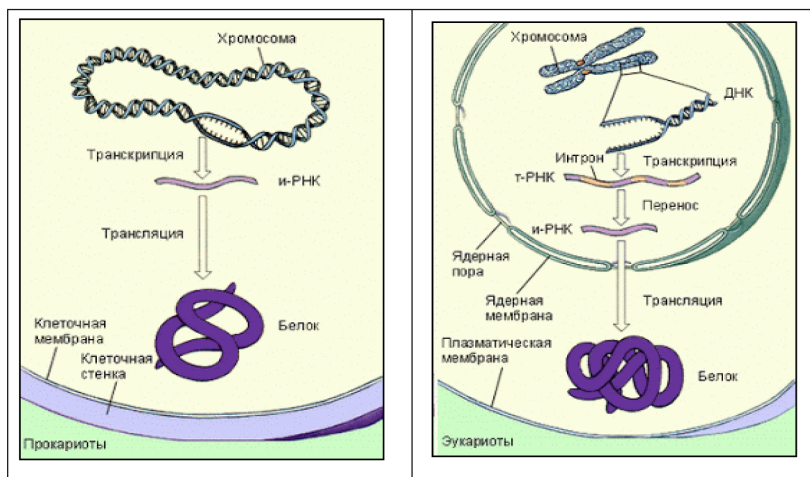 Хромосома
Транскрипция
и-РНК
Трансляция
Белок
Клеточная
мембрана
Клеточная
стенка
Прокариоты
Хромосома
ДНК
Интрон
Транскрипция
т-РНК
Перенос
и-РНК
Ядерная
пора
Ядерная
мембрана
Трансляция
Плазматическая
мембрана
Белок
Эукариоты